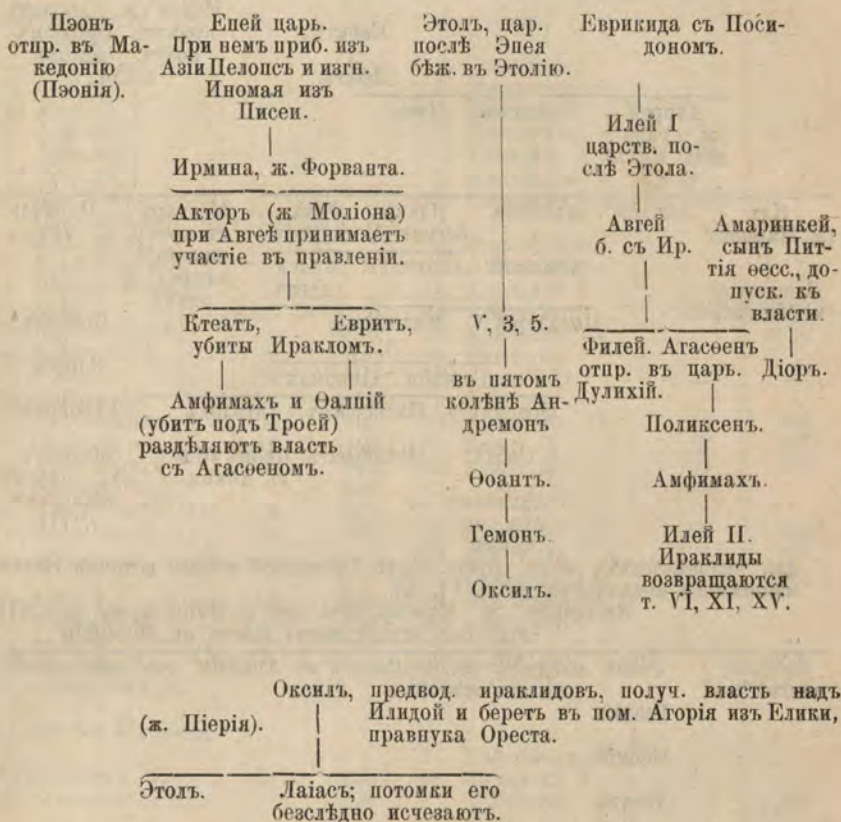 Пэонъ
отпр. въ Ма-
кедонію
(Пэонія).
Епей царь.
При немъ приб. изъ
Азіи Пелопсъ и изгн.
Иномая изъ
Писеи.
Ирмина, ж. Форванта.
Акторъ (ж Моліона)
при Авгеѣ принимаетъ
участіе въ правленіи.
Ктеатъ, Евритъ,
убиты Иракломъ.
Амфимахъ и Ѳалпій
(убитъ подъ Троей)
раздѣляютъ власть
съ Агасѳеномъ.
Этолъ, цар.
послѣ Эпея
бѣж. въ Этолію.
V, 3, 5.
въ пятомъ
колѣнѣ Ан-
дремонъ
Ѳоантъ.
Гемонъ.
Оксилъ.
Еврикида съ Поси-
дономъ.
Илей I
царств. по-
слѣ Этола.
Авгей
б. съ Ир.
Амаринкей,
сынъ Пит-
тія ѳесс., до-
пуск. къ
власти.
Филей. Агасѳенъ
отпр. въ царь. Діоръ.
Дулихій.
Поликсенъ.
Амфимахъ.
Илей II.
Ираклиды
возвращаются
т. VI, XI, XV.
Оксилъ, предвод. ираклидовъ, получ. власть надъ
(ж. Піерія). Илидой и беретъ въ пом. Агорія изъ Елики,
правнука Ореста.
Этолъ. Лаіасъ; потомки его
безслѣдно исчезаютъ.